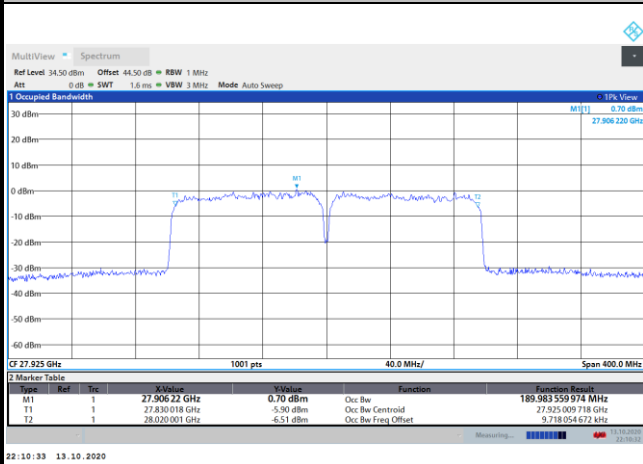 MultiView Spectrum
Ref Level 34.50 dBm Offset 44.50 dB RBW 1 MHz
Att 0 dB SWT 1.6 ms VBW 3 MHz Mode Auto Sweep
1 Occupied Bandwidth 1Pk View
M1[1] 0.70 dBm
27.906 220 GHz
30 dBm
20 dBm
10 dBm
M1
0 dBm
T1 T2
-10 dBm
-20 dBm
-30 dBm
-40 dBm
-50 dBm
-60 dBm
CF 27.925 GHz 1001 pts 40.0 MHz/ Span 400.0 MHz
2 Marker Table
Type Ref Trc X-Value Y-Value Function Function Result
M1 1 27.906 22 GHz 0.70 dBm Occ Bw 189.983 559 974 MHz
T1 1 27.830 018 GHz -5.90 dBm Occ Bw Centroid 27.925 009 718 GHz
T2 1 28.020 001 GHz -6.51 dBm Occ Bw Freq Offset 9.718 054 672 kHz
Measuring... 13.10.2020
22:10:32
22:10:33 13.10.2020